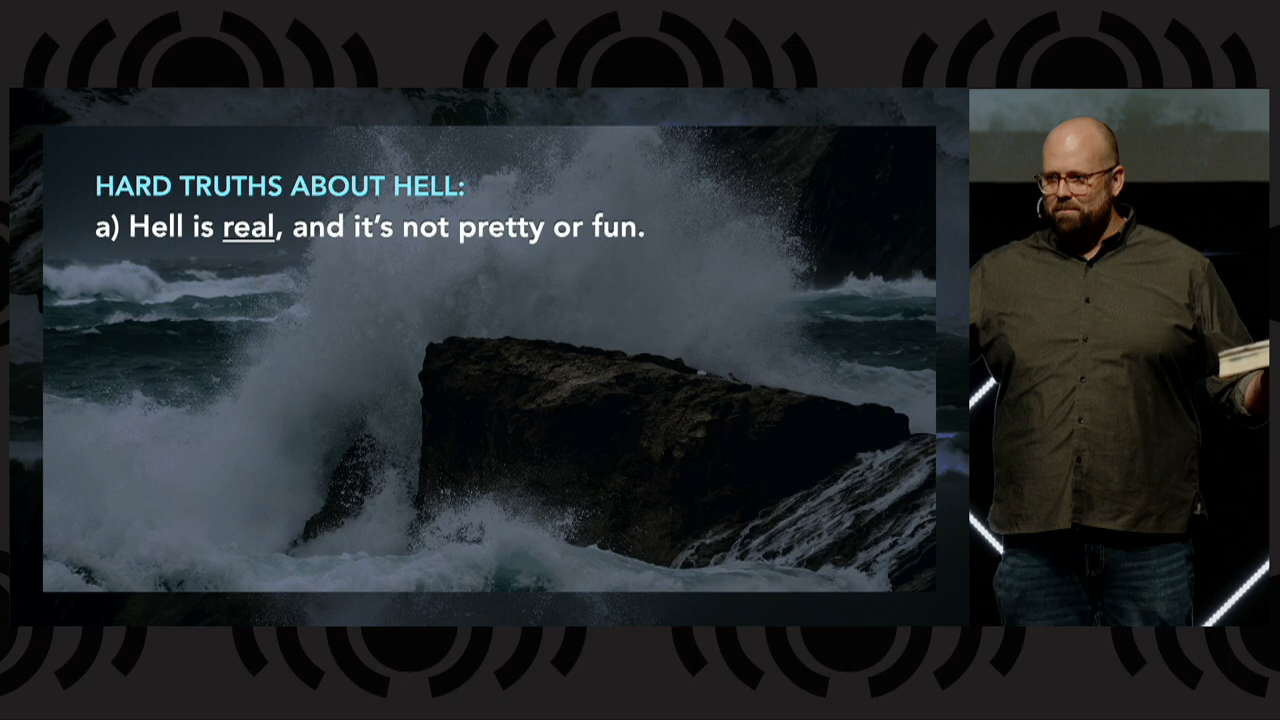 HARD TRUTHS ABOUT HELL:
a) Hell is real, and it's not pretty or fun.